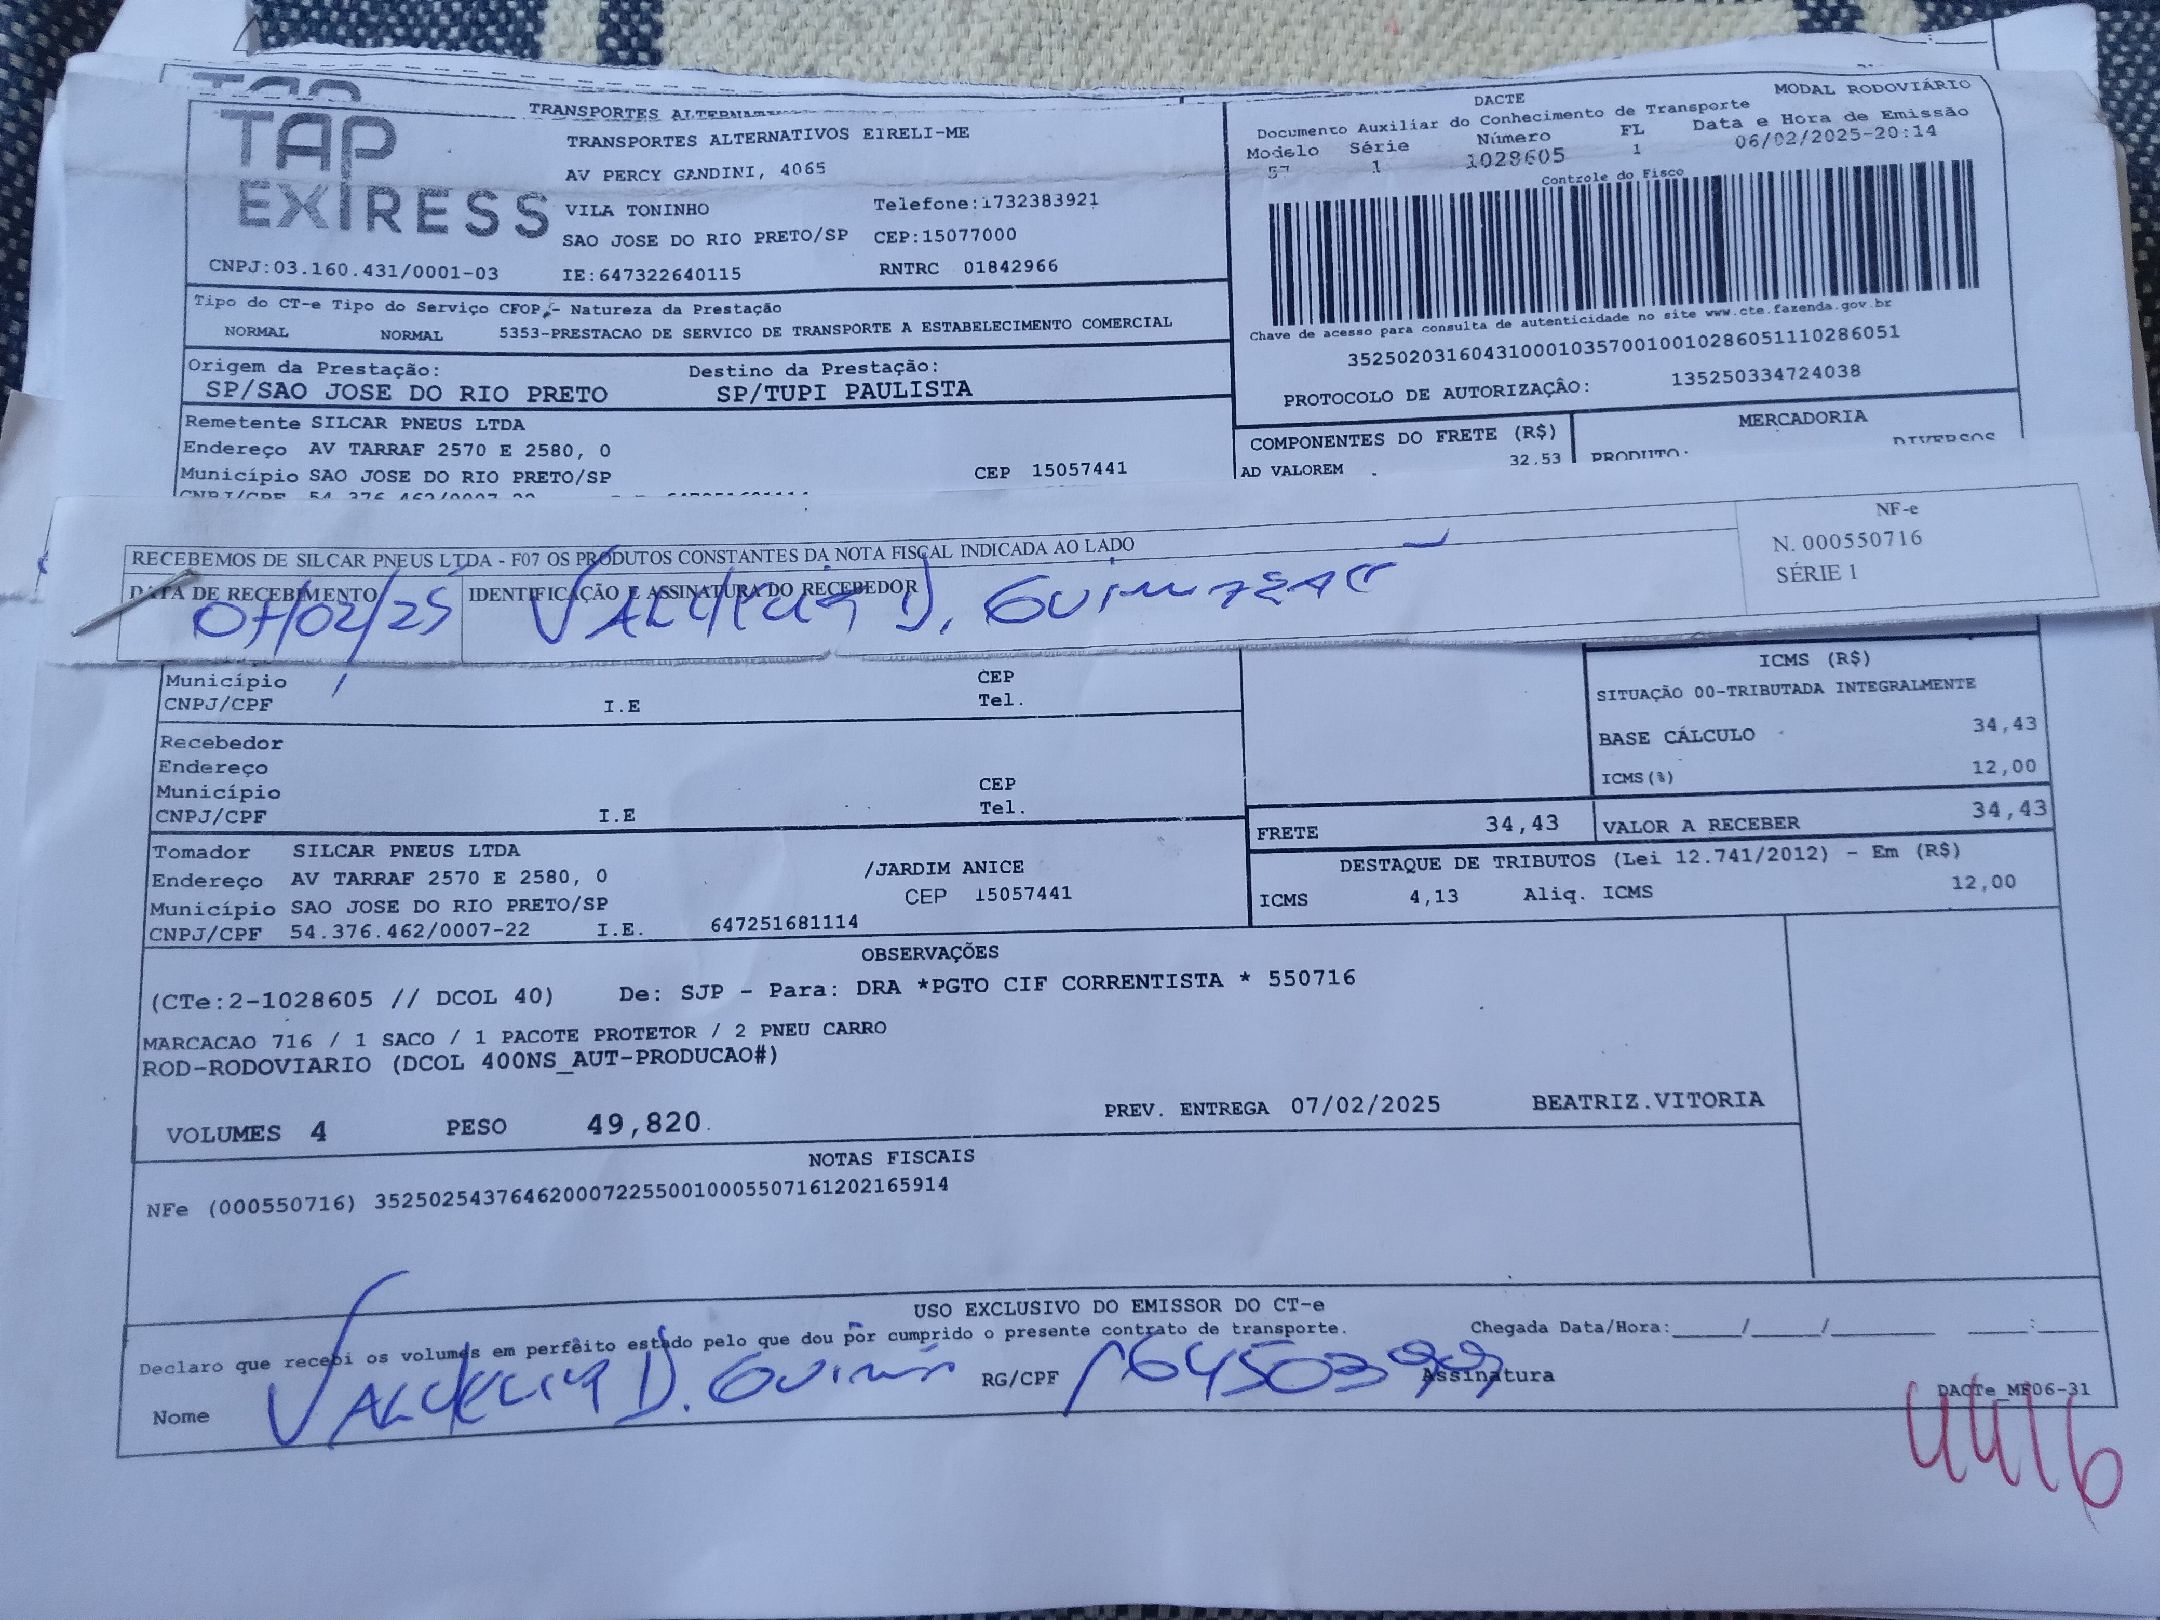 TAP
EXIRESS
TRANSPORTES
TRANSPORTES ALTERNATIVOS EIRELI-ME
AV PERCY GANDINI, 4065
VILA TONINHO Telefone:1732383921
SAO JOSE DO RIO PRETO/SP CEP:15077000
CNPJ:03.160.431/0001-03 IE:647322640115 RNTRC 01842966
DACTE MODAL RODOVIÁRIO
Documento Auxiliar do Conhecimento de Transporte
Modelo Série Número FL Data e Hora de Emissão
57 1 1028605 1 06/02/2025-20:14
Controle do Fisco
Chave de acesso para consulta de autenticidade no site www.cte.fazenda.gov.br
35250203160431000103570010010286051110286051
PROTOCOLO DE AUTORIZAÇÃO: 135250334724038
Tipo do CT-e Tipo do Serviço CFOP - Natureza da Prestação
NORMAL NORMAL 5353-PRESTACAO DE SERVICO DE TRANSPORTE A ESTABELECIMENTO COMERCIAL
Origem da Prestação: Destino da Prestação:
SP/SAO JOSE DO RIO PRETO SP/TUPI PAULISTA
Remetente SILCAR PNEUS LTDA
Endereço AV TARRAF 2570 E 2580, 0
Município SAO JOSE DO RIO PRETO/SP CEP 15057441
COMPONENTES DO FRETE (R$) MERCADORIA
AD VALOREM 32,53 PRODUTO: DIVERSOS
RECEBEMOS DE SILCAR PNEUS LTDA - F07 OS PRODUTOS CONSTANTES DA NOTA FISCAL INDICADA AO LADO
DATA DE RECEBIMENTO IDENTIFICAÇÃO E ASSINATURA DO RECEBEDOR
07/02/25
NF-e
N. 000550716
SÉRIE 1
Município CEP
CNPJ/CPF I.E Tel.
Recebedor
Endereço
Município CEP
CNPJ/CPF I.E Tel.
ICMS (R$)
SITUAÇÃO 00-TRIBUTADA INTEGRALMENTE
BASE CÁLCULO 34,43
ICMS(%) 12,00
FRETE 34,43 VALOR A RECEBER 34,43
Tomador SILCAR PNEUS LTDA
Endereço AV TARRAF 2570 E 2580, 0 /JARDIM ANICE
Município SAO JOSE DO RIO PRETO/SP CEP 15057441
CNPJ/CPF 54.376.462/0007-22 I.E. 647251681114
DESTAQUE DE TRIBUTOS (Lei 12.741/2012) - Em (R$)
ICMS 4,13 Aliq. ICMS 12,00
OBSERVAÇÕES
(CTe:2-1028605 // DCOL 40) De: SJP - Para: DRA *PGTO CIF CORRENTISTA * 550716
MARCACAO 716 / 1 SACO / 1 PACOTE PROTETOR / 2 PNEU CARRO
ROD-RODOVIARIO (DCOL 400NS_AUT-PRODUCAO#)
VOLUMES 4 PESO 49,820 PREV. ENTREGA 07/02/2025 BEATRIZ.VITORIA
NOTAS FISCAIS
NFe (000550716) 35250254376462000722550010005507161202165914
USO EXCLUSIVO DO EMISSOR DO CT-e
Declaro que recebi os volumes em perfeito estado pelo que dou por cumprido o presente contrato de transporte. Chegada Data/Hora:
Nome RG/CPF Assinatura
DACTe_MF06-31
4416